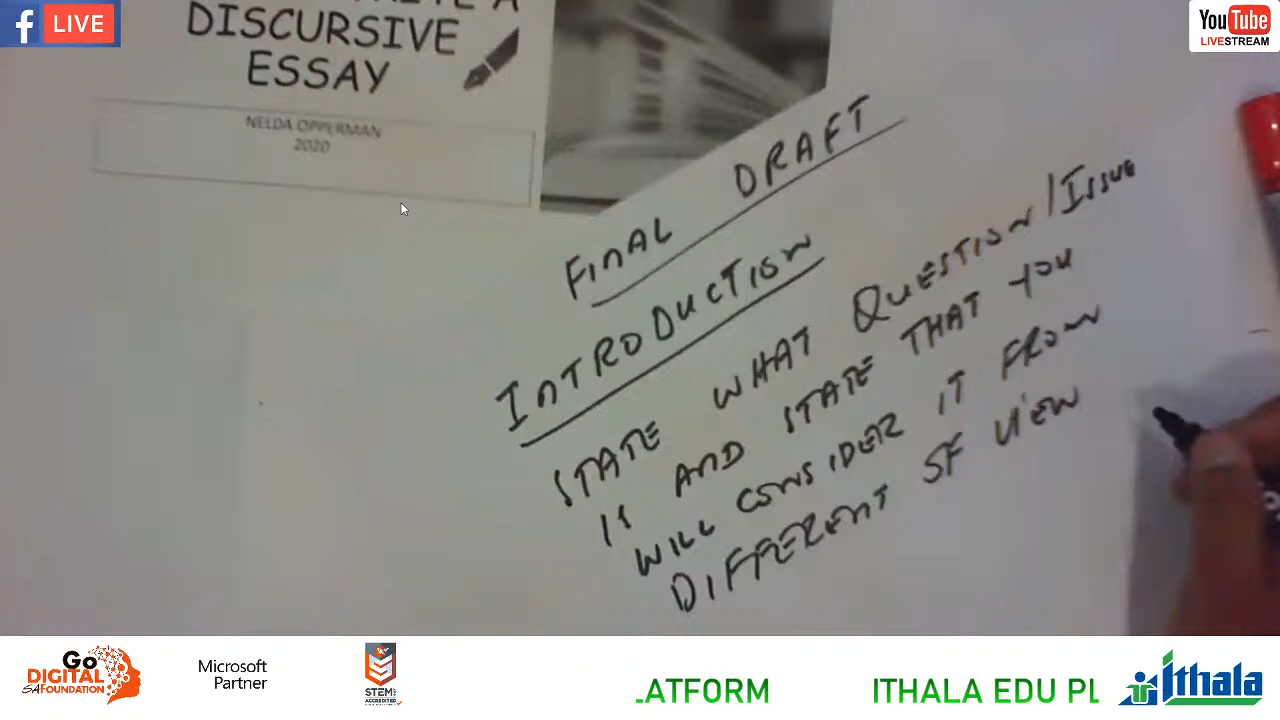 LIVE
YouTube
LIVESTREAM
DISCURSIVE
ESSAY
NELDA OPPERMAN
2020
FINAL DRAFT
INTRODUCTION
STATE WHAT QUESTION/ISSUE
IS AND STATE THAT YOU
WILL CONSIDER IT FROM
DIFFERENT OF VIEW
Go
DIGITAL
SA FOUNDATION
Microsoft
Partner
STEM
ACCREDITED
LATFORM
ITHALA EDU PL
Ithala